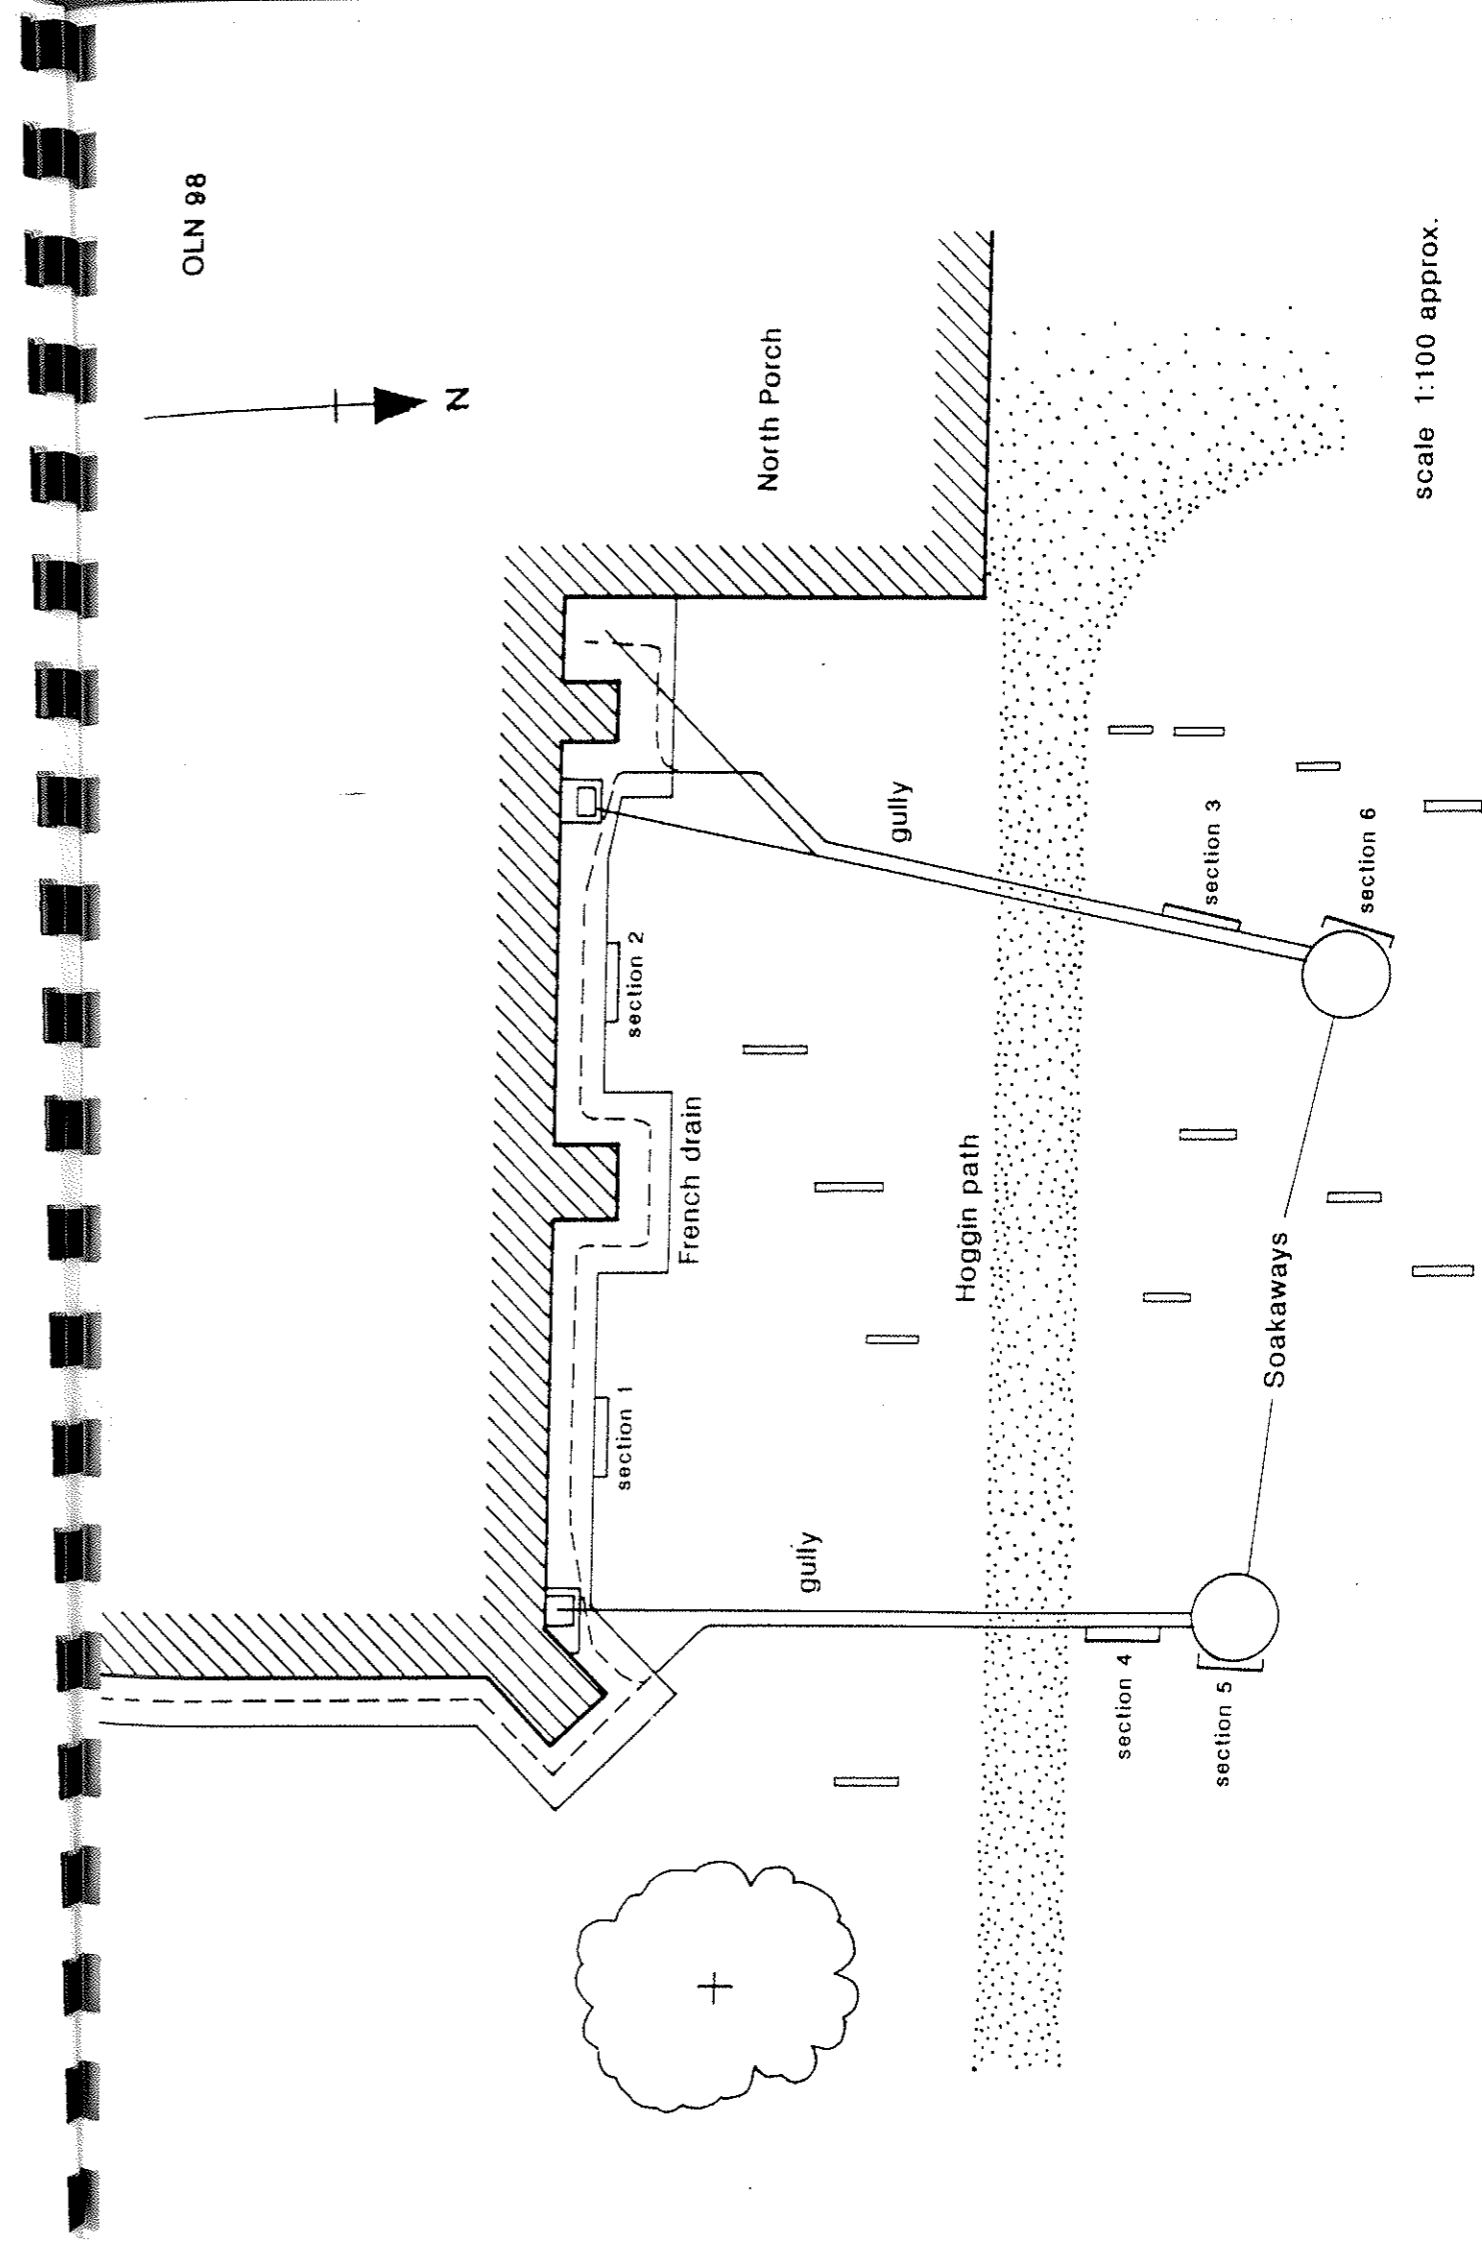 OLN 98
N
North Porch
scale 1:100 approx.
gully
section 3
section 6
section 2
French drain
Hoggin path
Soakaways
section 1
gully
section 4
section 5